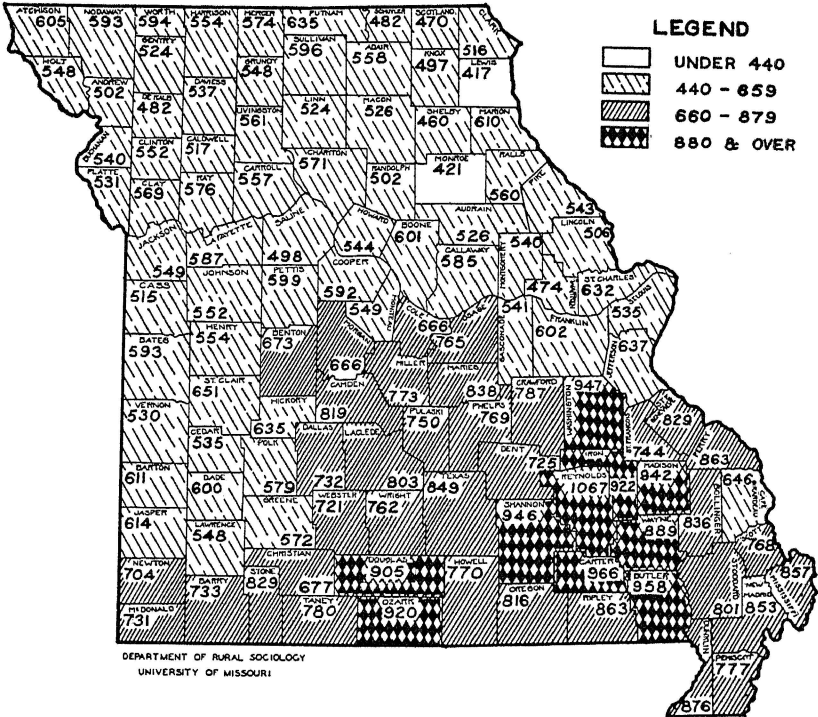 ATCHISON 605
NODAWAY 593
WORTH 594
HARRISON 554
MERCER 574
PUTNAM 635
SCHUYLER 482
SCOTLAND 470
CLARK 516
LEGEND
UNDER 440
440 - 659
660 - 879
880 & OVER
HOLT 548
ANDREW 502
GENTRY 524
DEKALB 482
DAVIESS 537
GRUNDY 548
SULLIVAN 596
ADAIR 558
KNOX 497
LEWIS 417
LIVINGSTON 561
LINN 524
MACON 526
SHELBY 460
MARION 610
BUCHANAN 540
CLINTON 552
CALDWELL 517
PLATTE 531
CLAY 569
RAY 576
CARROLL 557
CHARITON 571
RANDOLPH 502
MONROE 421
RALLS 560
PIKE 543
AUDRAIN 526
LINCOLN 506
JACKSON 549
LAFAYETTE 587
SALINE 498
HOWARD 544
BOONE 601
CALLAWAY 585
MONTGOMERY 540
WARREN 474
ST. CHARLES 632
ST. LOUIS 535
CASS 515
JOHNSON 552
PETTIS 599
COOPER 592
MONITEAU 549
COLE 666
OSAGE 765
GASCONADE 541
FRANKLIN 602
JEFFERSON 637
BATES 593
HENRY 554
BENTON 673
MORGAN 666
MILLER 773
MARIES 838
CRAWFORD 787
WASHINGTON 947
ST. FRANCOIS 744
829
PERRY 863
VERNON 530
ST. CLAIR 651
HICKORY 635
CAMDEN 819
PULASKI 750
PHELPS 769
DENT 725
IRON 922
MADISON 942
CAPE GIRARDEAU 646
BARTON 611
CEDAR 535
POLK 579
DALLAS 732
LACLEDE 803
TEXAS 849
REYNOLDS 1067
WAYNE 889
BOLLINGER 836
DADE 600
GREENE 572
WEBSTER 721
WRIGHT 762
SHANNON 946
JASPER 614
LAWRENCE 548
CHRISTIAN 677
DOUGLAS 905
HOWELL 770
CARTER 966
BUTLER 958
STODDARD 801
SCOTT 768
MISSISSIPPI 857
NEWTON 704
BARRY 733
STONE 829
TANEY 780
OZARK 920
OREGON 816
RIPLEY 863
NEW MADRID 853
MCDONALD 731
DUNKLIN 876
PEMISCOT 777
DEPARTMENT OF RURAL SOCIOLOGY
UNIVERSITY OF MISSOURI